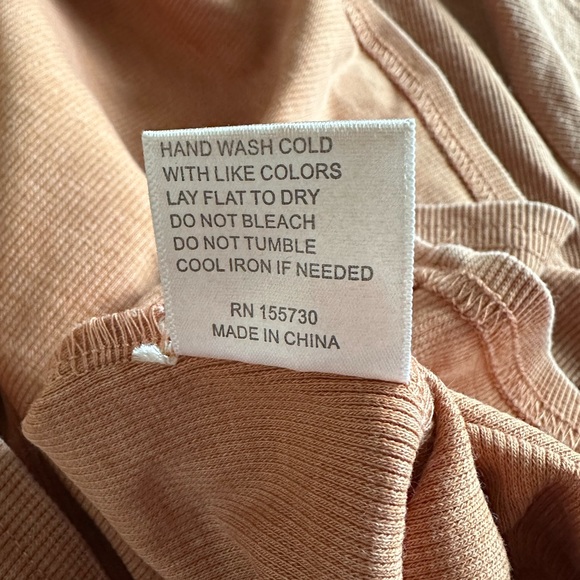 HAND WASH COLD
WITH LIKE COLORS
LAY FLAT TO DRY
DO NOT BLEACH
DO NOT TUMBLE
COOL IRON IF NEEDED
RN 155730
MADE IN CHINA